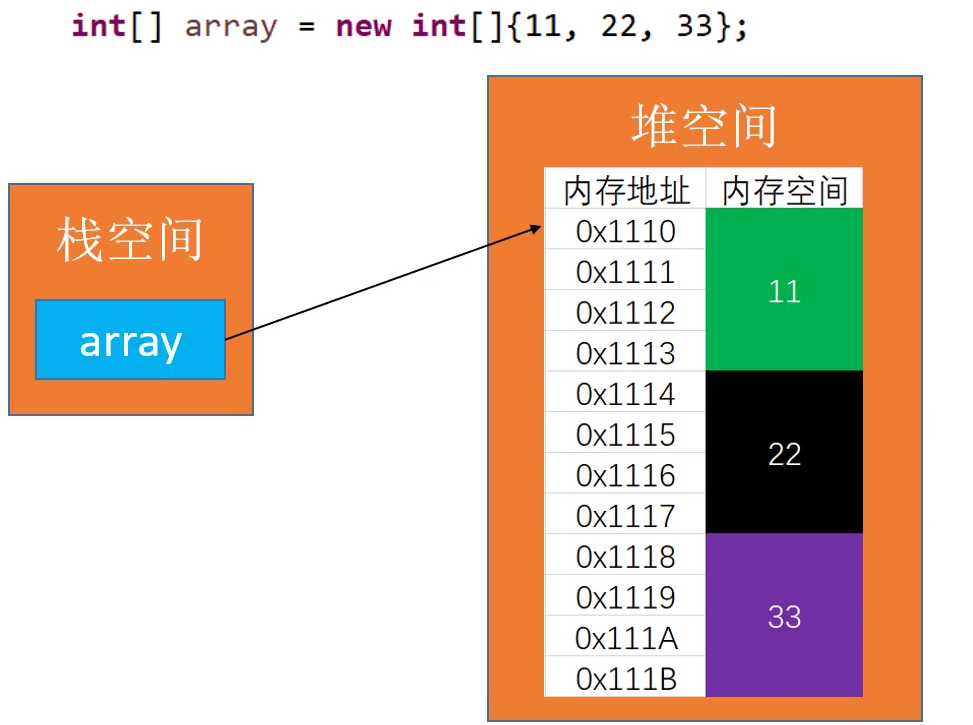 int[] array = new int[]{11, 22, 33};
栈空间
array
堆空间
内存地址 内存空间
0x1110
0x1111
11
0x1112
0x1113
0x1114
0x1115
22
0x1116
0x1117
0x1118
0x1119
33
0x111A
0x111B